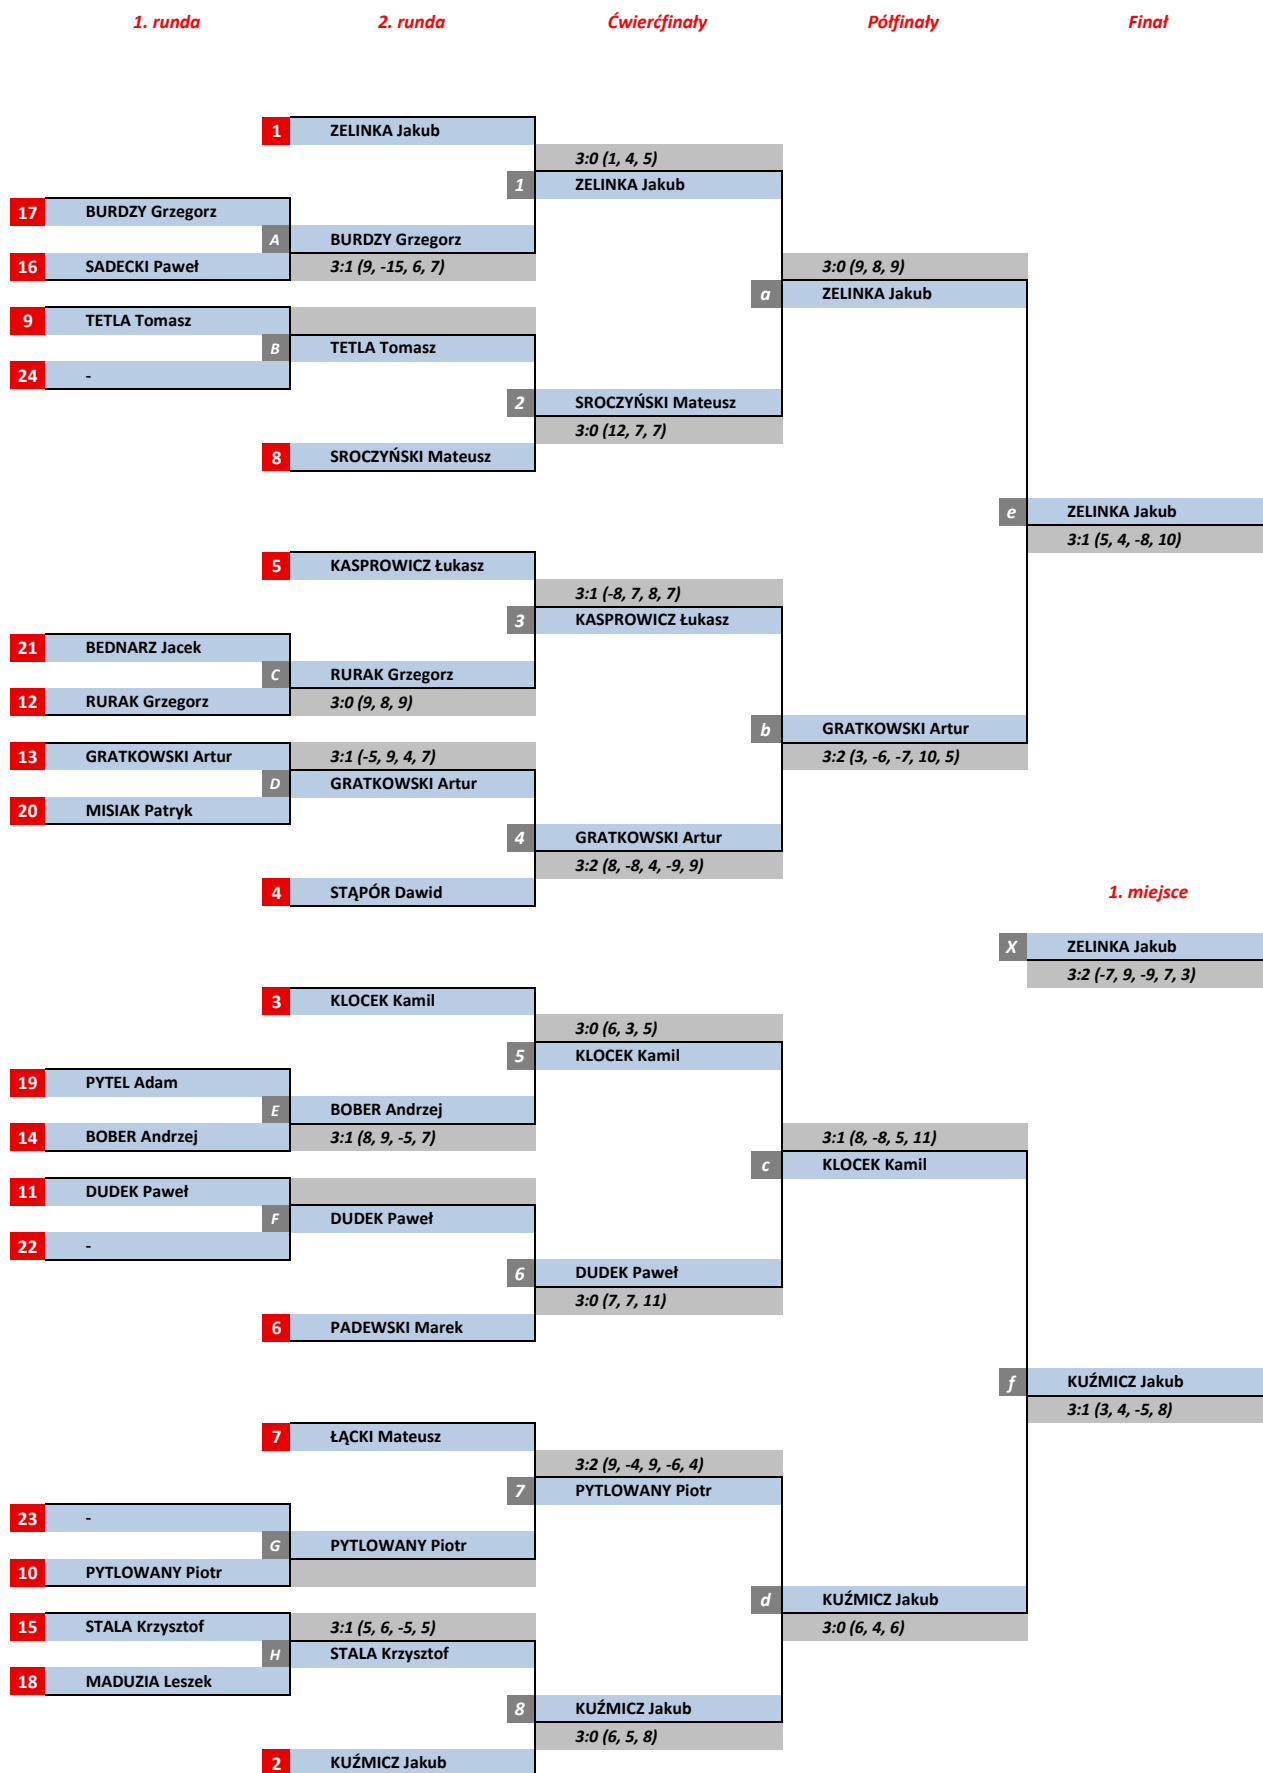 1. runda 2. runda Ćwierćfinały Półfinały Finał
1 ZELINKA Jakub
3:0 (1, 4, 5)
1 ZELINKA Jakub
17 BURDZY Grzegorz
A BURDZY Grzegorz
16 SADECKI Paweł 3:1 (9, -15, 6, 7) 3:0 (9, 8, 9)
a ZELINKA Jakub
9 TETLA Tomasz
B TETLA Tomasz
24 -
2 SROCZYŃSKI Mateusz
3:0 (12, 7, 7)
8 SROCZYŃSKI Mateusz
e ZELINKA Jakub
3:1 (5, 4, -8, 10)
5 KASPROWICZ Łukasz
3:1 (-8, 7, 8, 7)
3 KASPROWICZ Łukasz
21 BEDNARZ Jacek
C RURAK Grzegorz
12 RURAK Grzegorz 3:0 (9, 8, 9)
b GRATKOWSKI Artur
13 GRATKOWSKI Artur 3:1 (-5, 9, 4, 7) 3:2 (3, -6, -7, 10, 5)
D GRATKOWSKI Artur
20 MISIAK Patryk
4 GRATKOWSKI Artur
3:2 (8, -8, 4, -9, 9)
4 STĄPÓR Dawid 1. miejsce
X ZELINKA Jakub
3:2 (-7, 9, -9, 7, 3)
3 KLOCEK Kamil
3:0 (6, 3, 5)
5 KLOCEK Kamil
19 PYTEL Adam
E BOBER Andrzej
14 BOBER Andrzej 3:1 (8, 9, -5, 7) 3:1 (8, -8, 5, 11)
c KLOCEK Kamil
11 DUDEK Paweł
F DUDEK Paweł
22 -
6 DUDEK Paweł
3:0 (7, 7, 11)
6 PADEWSKI Marek
f KUŹMICZ Jakub
3:1 (3, 4, -5, 8)
7 ŁĄCKI Mateusz
3:2 (9, -4, 9, -6, 4)
7 PYTLOWANY Piotr
23 -
G PYTLOWANY Piotr
10 PYTLOWANY Piotr
d KUŹMICZ Jakub
15 STALA Krzysztof 3:1 (5, 6, -5, 5) 3:0 (6, 4, 6)
H STALA Krzysztof
18 MADUZIA Leszek
8 KUŹMICZ Jakub
3:0 (6, 5, 8)
2 KUŹMICZ Jakub